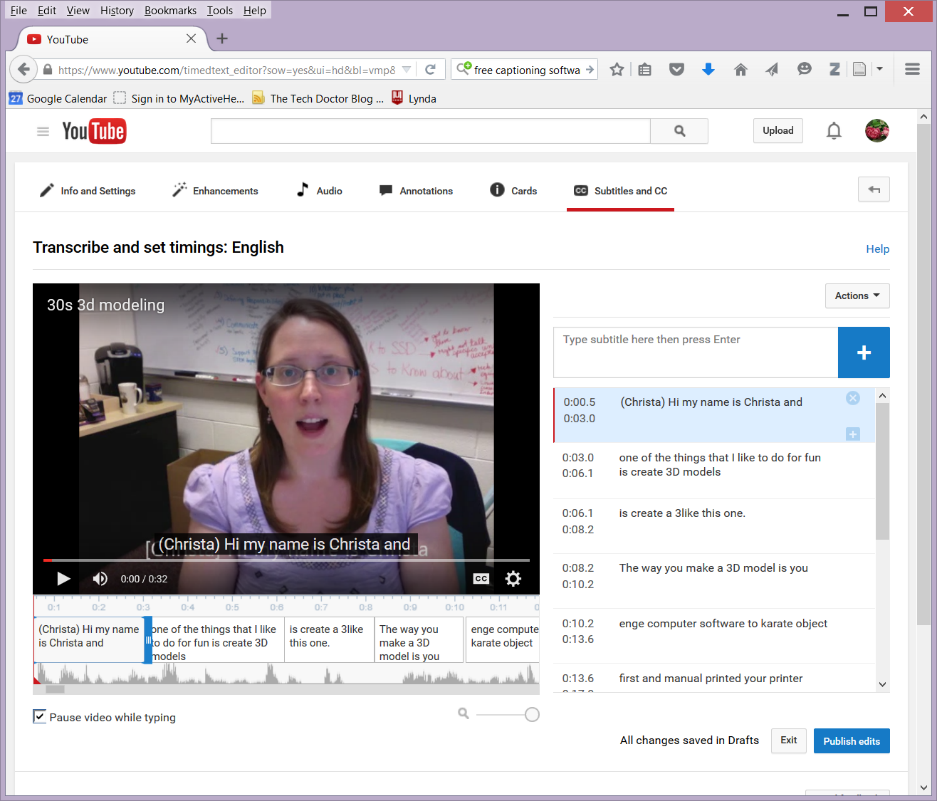 File Edit View History Bookmarks Tools Help
YouTube
https://www.youtube.com/timedtext_editor?sow=yes&ui=hd&bl=vmp& free captioning softwa
27 Google Calendar Sign in to MyActiveHe... The Tech Doctor Blog ... Lynda
YouTube Upload
Info and Settings Enhancements Audio Annotations Cards CC Subtitles and CC
Transcribe and set timings: English
Help
30s 3d modeling
(Christa) Hi my name is Christa and
0:00 / 0:32 CC
0:1 0:2 0:3 0:4 0:5 0:6 0:7 0:8 0:9 0:10 0:11
(Christa) Hi my name one of the things that I like is create a 3like The way you enge compute
is Christa and to do for fun is create 3D this one. make a 3D karate object
models model is you
Pause video while typing
Actions
Type subtitle here then press Enter
+
0:00.5 (Christa) Hi my name is Christa and
0:03.0
0:03.0 one of the things that I like to do for fun
0:06.1 is create 3D models
0:06.1 is create a 3like this one.
0:08.2
0:08.2 The way you make a 3D model is you
0:10.2
0:10.2 enge computer software to karate object
0:13.6
0:13.6 first and manual printed your printer
All changes saved in Drafts Exit Publish edits